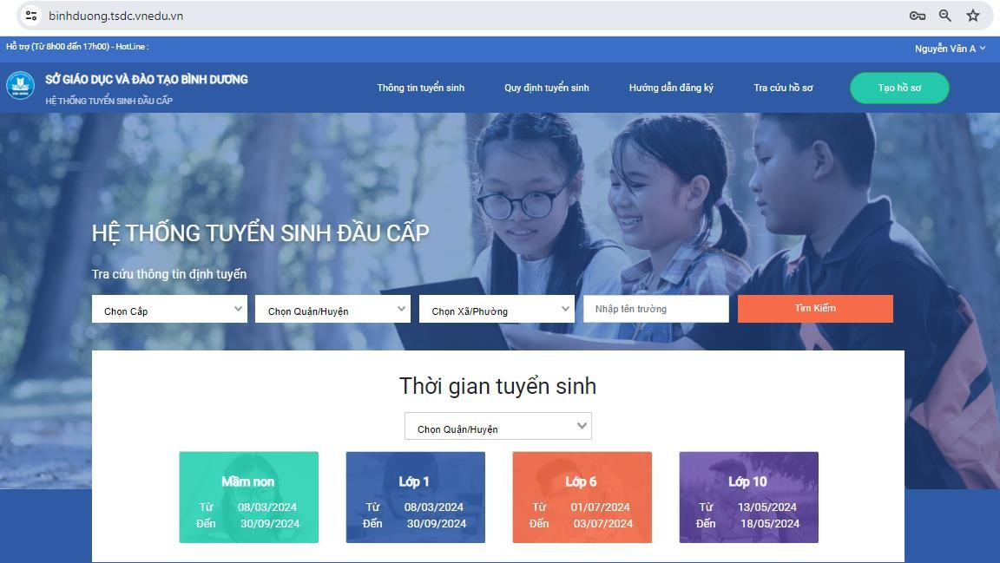 binhduong.tsdc.vnedu.vn
Hỗ trợ (Từ 8h00 đến 17h00) - HotLine :
Nguyễn Văn A
SỞ GIÁO DỤC VÀ ĐÀO TẠO BÌNH DƯƠNG
HỆ THỐNG TUYỂN SINH ĐẦU CẤP
Thông tin tuyển sinh
Quy định tuyển sinh
Hướng dẫn đăng ký
Tra cứu hồ sơ
Tạo hồ sơ
HỆ THỐNG TUYỂN SINH ĐẦU CẤP
Tra cứu thông tin định tuyến
Chọn Cấp
Chọn Quận/Huyện
Chọn Xã/Phường
Nhập tên trường
Tìm Kiếm
Thời gian tuyển sinh
Chọn Quận/Huyện
Mầm non
Từ 08/03/2024
Đến 30/09/2024
Lớp 1
Từ 08/03/2024
Đến 30/09/2024
Lớp 6
Từ 01/07/2024
Đến 03/07/2024
Lớp 10
Từ 13/05/2024
Đến 18/05/2024